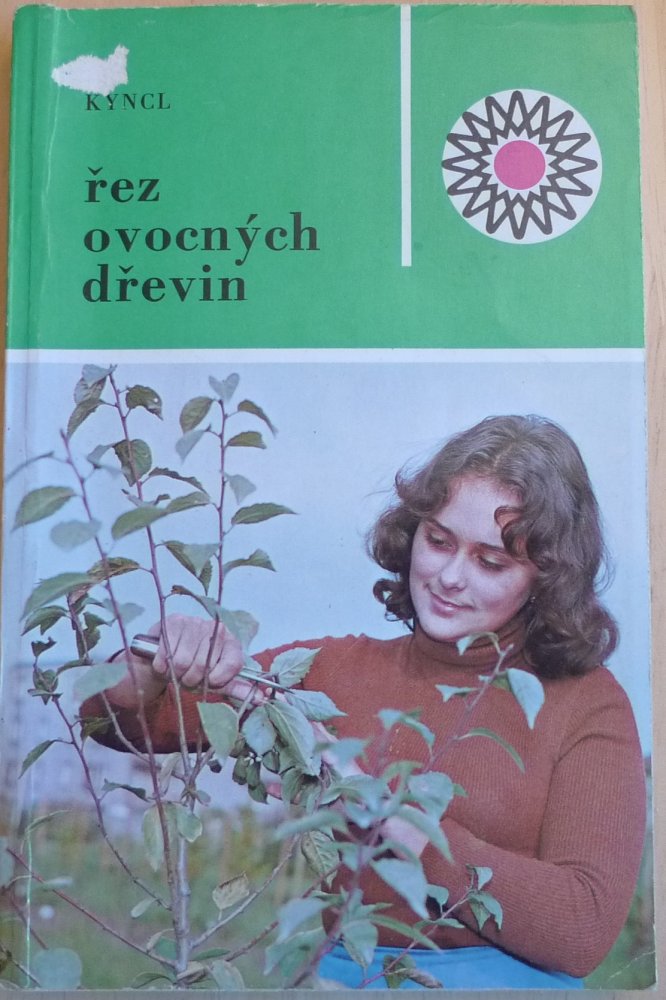 KYNCL
řez
ovocných
dřevin